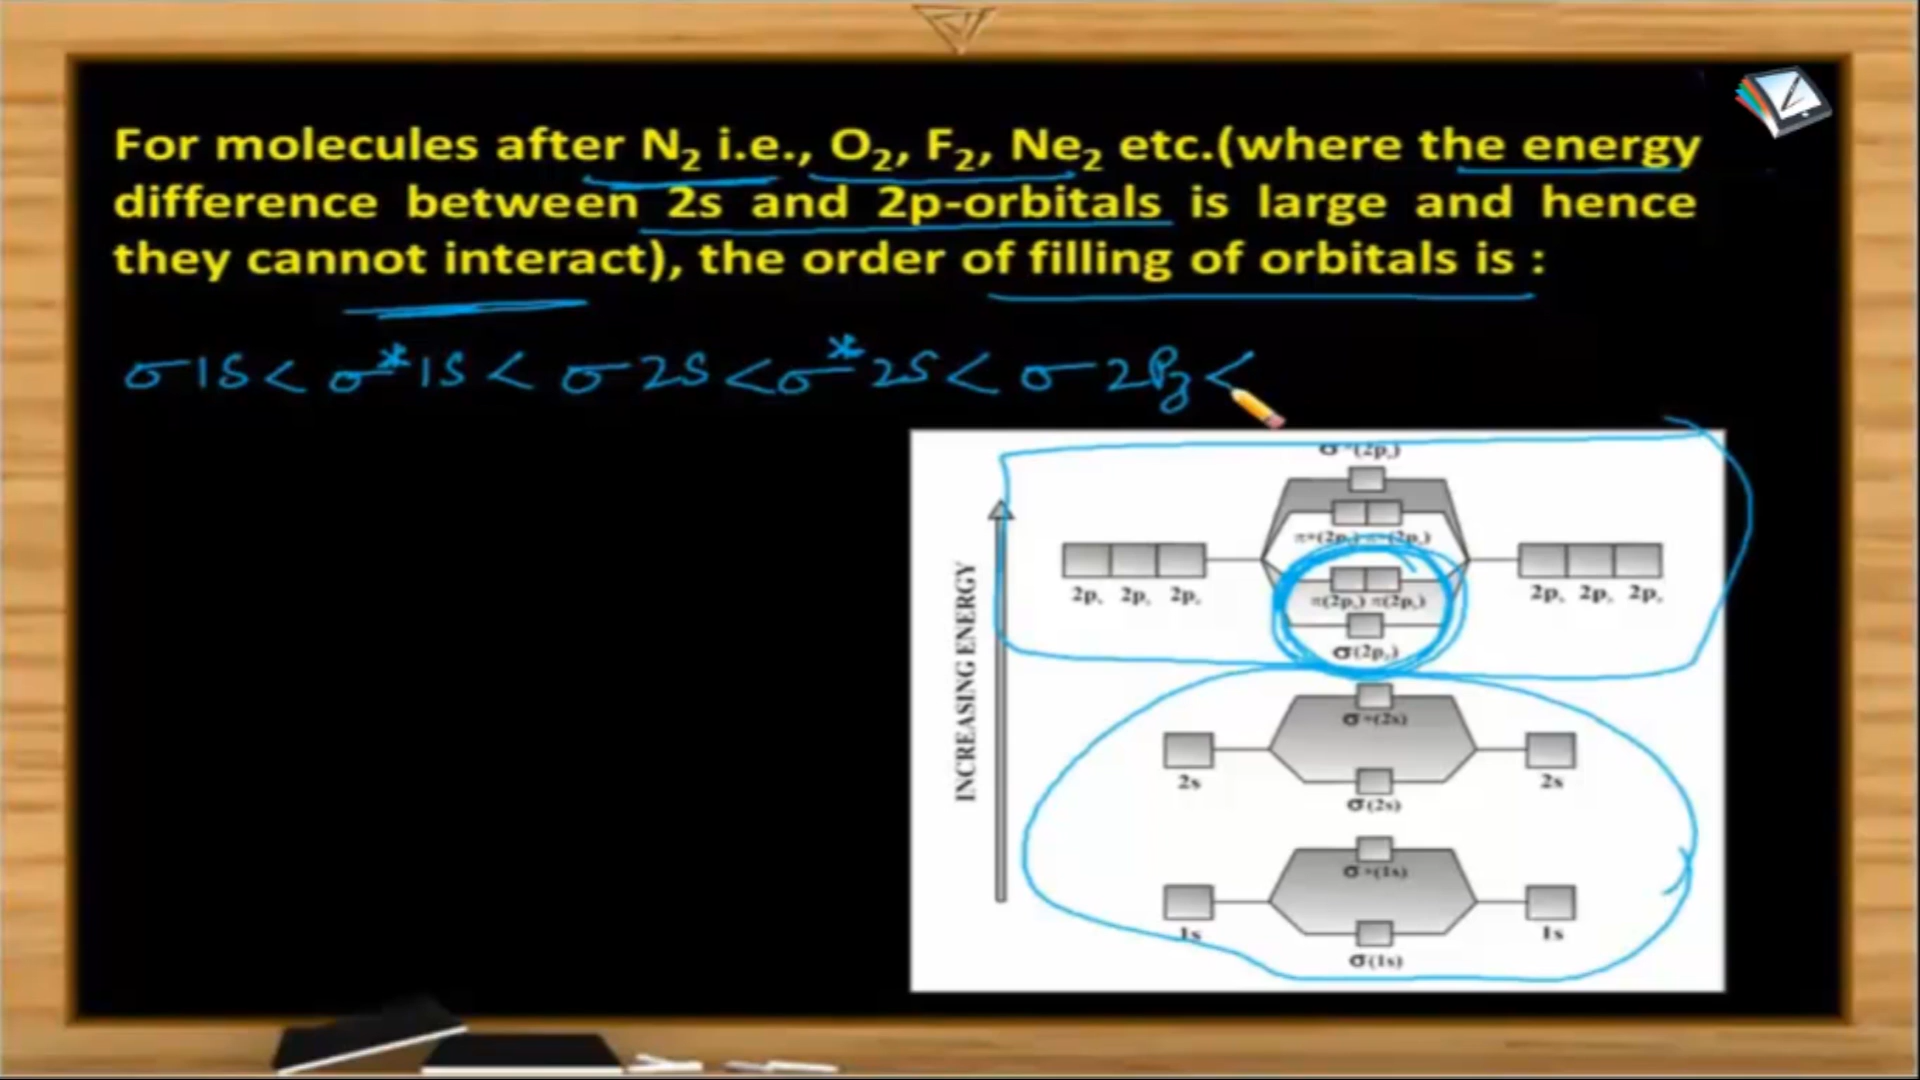 For molecules after N₂ i.e., O₂, F₂, Ne₂ etc.(where the energy
difference between 2s and 2p-orbitals is large and hence
they cannot interact), the order of filling of orbitals is :
σ1S < σ*1S < σ2S < σ*2S < σ2Pz <
INCREASING ENERGY
2s
σ*(2s)
2s
σ(2s)
1s
σ*(1s)
1s
σ(1s)